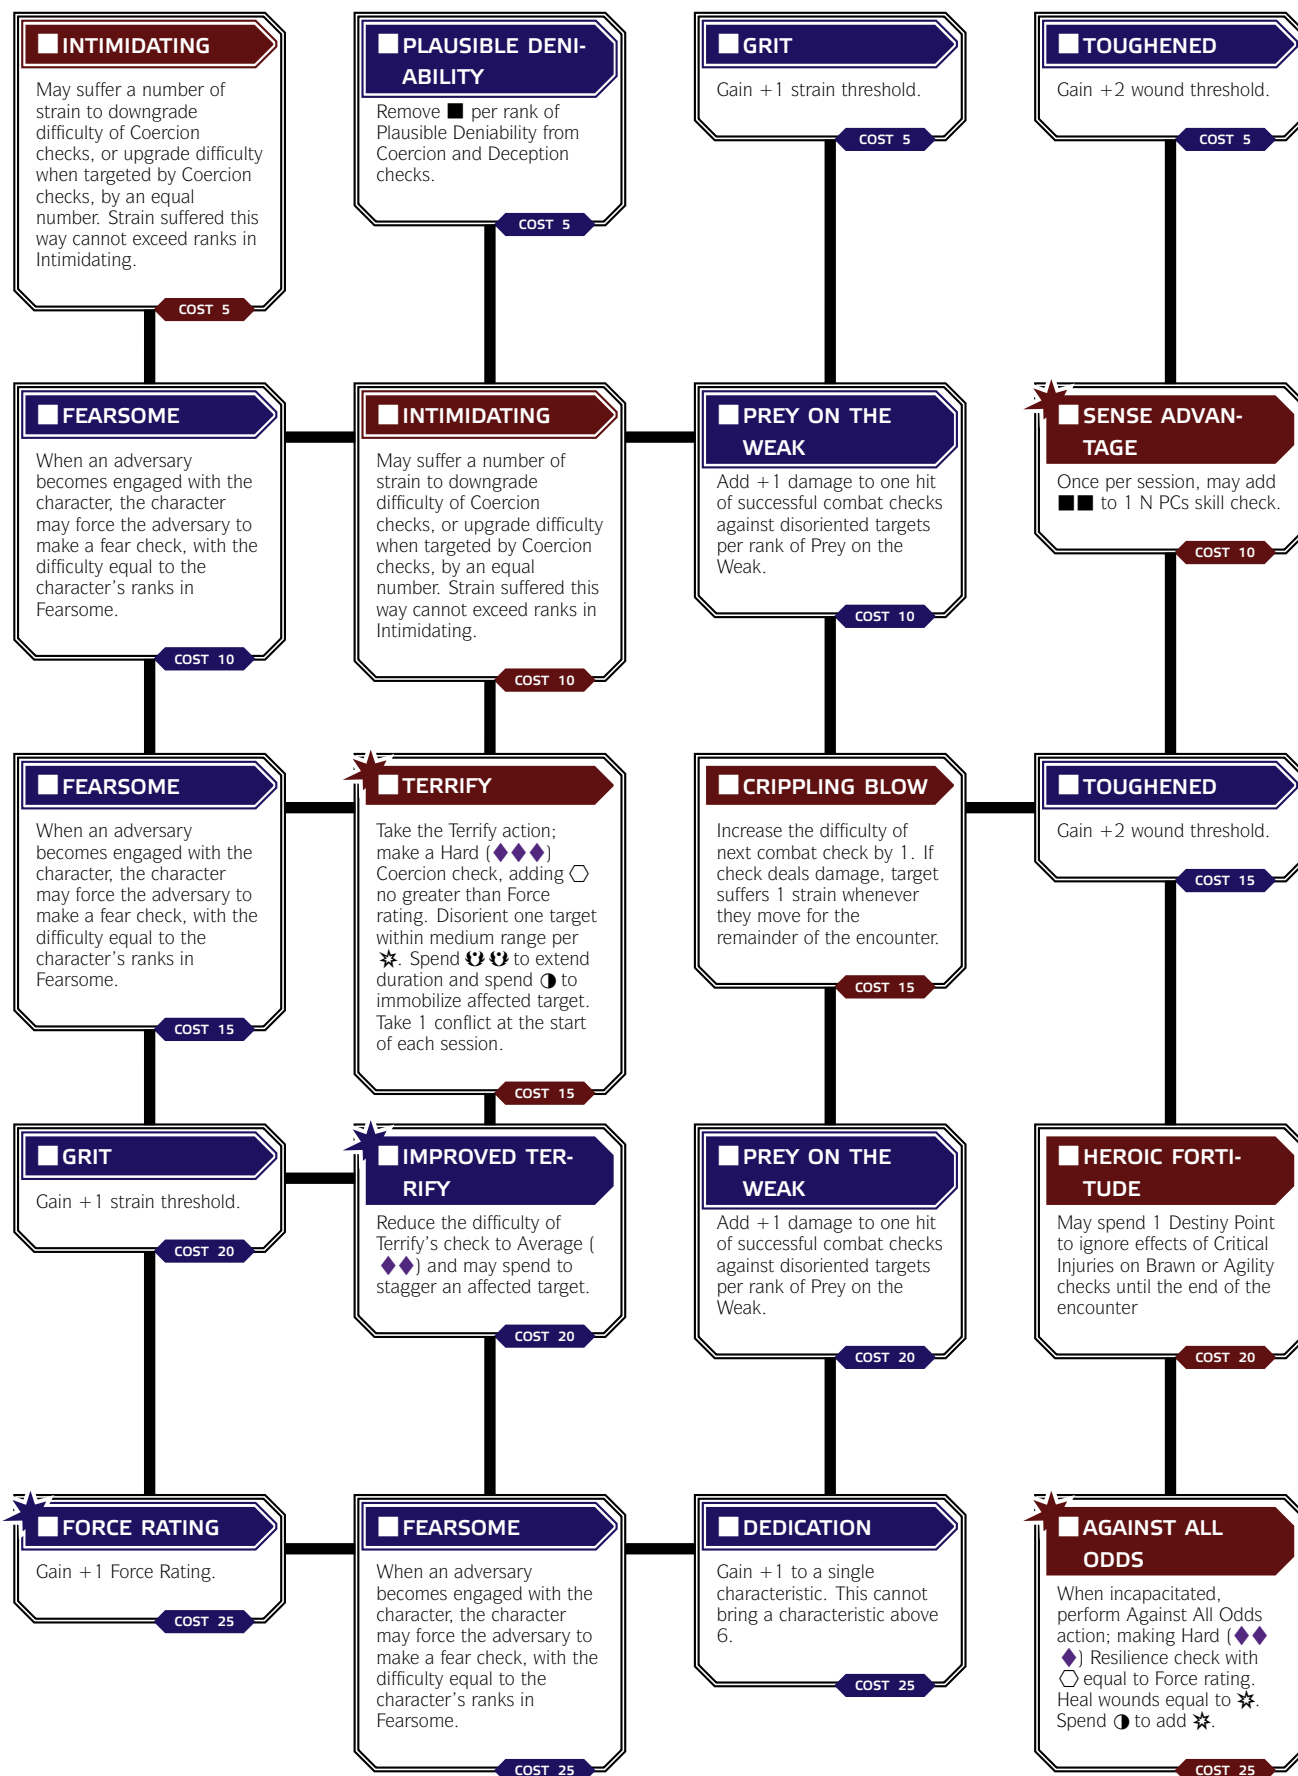 INTIMIDATING
May suffer a number of
strain to downgrade
difficulty of Coercion
checks, or upgrade difficulty
when targeted by Coercion
checks, by an equal
number. Strain suffered this
way cannot exceed ranks in
Intimidating.
COST 5
PLAUSIBLE DENI-
ABILITY
Remove ■ per rank of
Plausible Deniability from
Coercion and Deception
checks.
COST 5
GRIT
Gain +1 strain threshold.
COST 5
TOUGHENED
Gain +2 wound threshold.
COST 5
FEARSOME
When an adversary
becomes engaged with the
character, the character
may force the adversary to
make a fear check, with the
difficulty equal to the
character's ranks in
Fearsome.
COST 10
INTIMIDATING
May suffer a number of
strain to downgrade
difficulty of Coercion
checks, or upgrade difficulty
when targeted by Coercion
checks, by an equal
number. Strain suffered this
way cannot exceed ranks in
Intimidating.
COST 10
PREY ON THE
WEAK
Add +1 damage to one hit
of successful combat checks
against disoriented targets
per rank of Prey on the
Weak.
COST 10
SENSE ADVAN-
TAGE
Once per session, may add
■■ to 1 N PCs skill check.
COST 10
FEARSOME
When an adversary
becomes engaged with the
character, the character
may force the adversary to
make a fear check, with the
difficulty equal to the
character's ranks in
Fearsome.
COST 15
TERRIFY
Take the Terrify action;
make a Hard (◆◆◆)
Coercion check, adding ⬡
no greater than Force
rating. Disorient one target
within medium range per
. Spend to extend
duration and spend ◑ to
immobilize affected target.
Take 1 conflict at the start
of each session.
COST 15
CRIPPLING BLOW
Increase the difficulty of
next combat check by 1. If
check deals damage, target
suffers 1 strain whenever
they move for the
remainder of the encounter.
COST 15
TOUGHENED
Gain +2 wound threshold.
COST 15
GRIT
Gain +1 strain threshold.
COST 20
IMPROVED TER-
RIFY
Reduce the difficulty of
Terrify's check to Average (
◆◆) and may spend to
stagger an affected target.
COST 20
PREY ON THE
WEAK
Add +1 damage to one hit
of successful combat checks
against disoriented targets
per rank of Prey on the
Weak.
COST 20
HEROIC FORTI-
TUDE
May spend 1 Destiny Point
to ignore effects of Critical
Injuries on Brawn or Agility
checks until the end of the
encounter
COST 20
FORCE RATING
Gain +1 Force Rating.
COST 25
FEARSOME
When an adversary
becomes engaged with the
character, the character
may force the adversary to
make a fear check, with the
difficulty equal to the
character's ranks in
Fearsome.
COST 25
DEDICATION
Gain +1 to a single
characteristic. This cannot
bring a characteristic above
6.
COST 25
AGAINST ALL
ODDS
When incapacitated,
perform Against All Odds
action; making Hard (◆◆
◆) Resilience check with
⬡ equal to Force rating.
Heal wounds equal to .
Spend ◑ to add .
COST 25